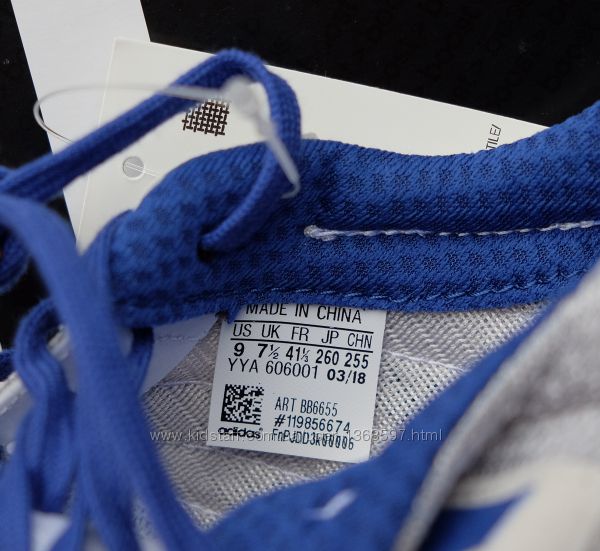 TILE/
MADE IN CHINA
US UK FR JP CHN
9 7½ 41⅓ 260 255
YYA 606001 03/18
ART BB6655
#119856674
adidas